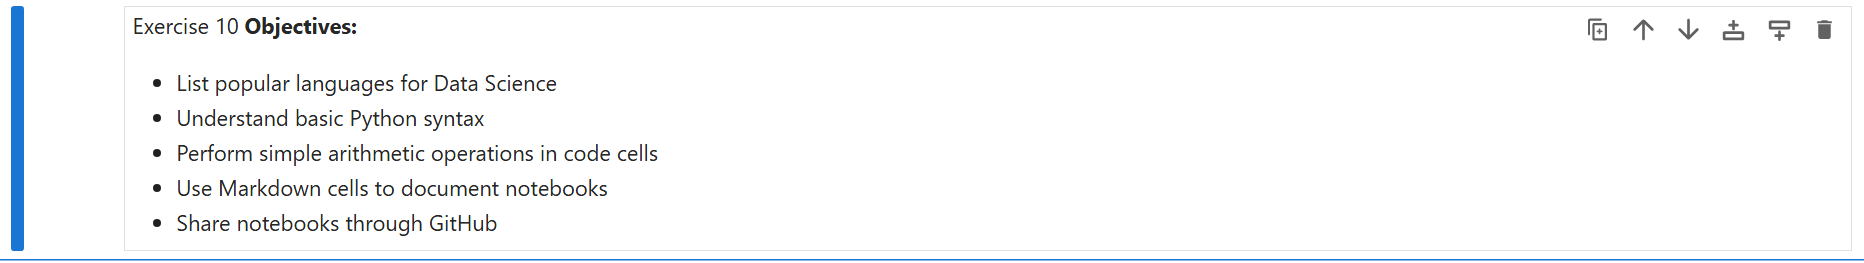 Exercise 10 Objectives:
• List popular languages for Data Science
• Understand basic Python syntax
• Perform simple arithmetic operations in code cells
• Use Markdown cells to document notebooks
• Share notebooks through GitHub